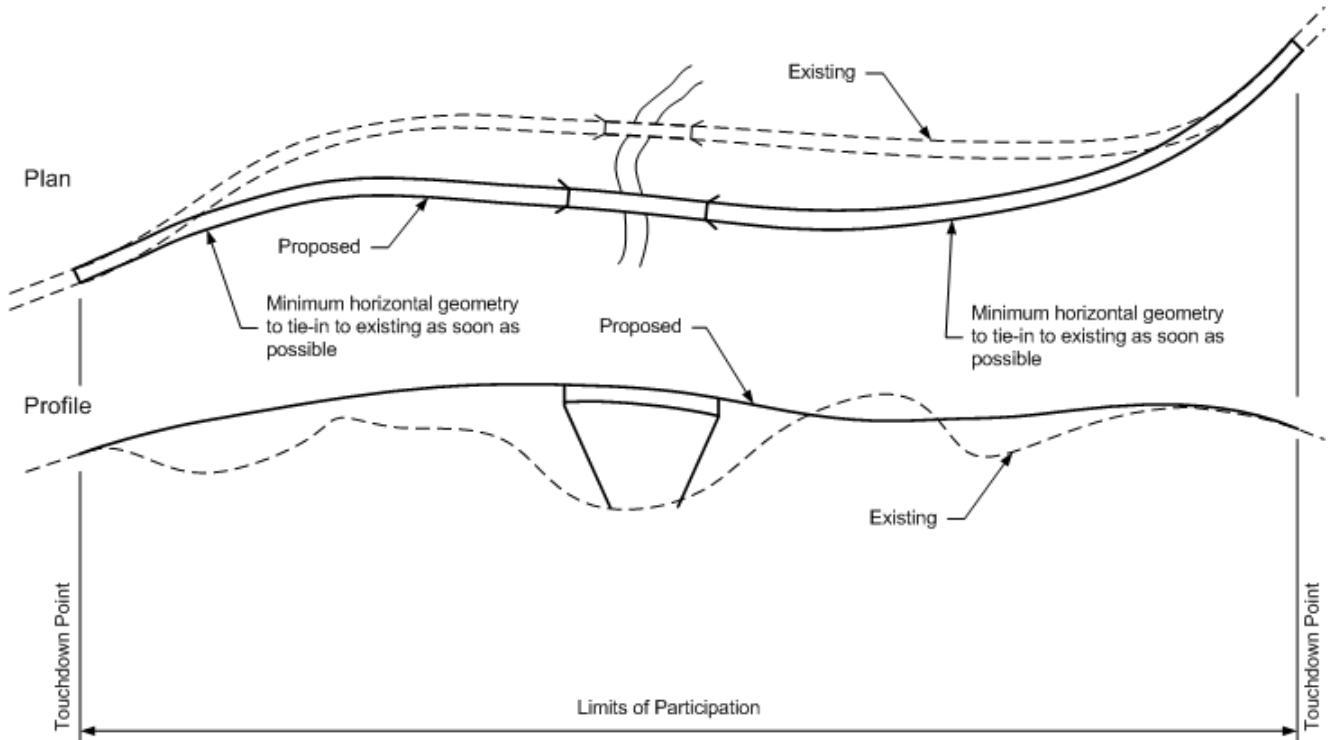 Existing
Plan
Proposed
Minimum horizontal geometry
to tie-in to existing as soon as
possible
Minimum horizontal geometry
to tie-in to existing as soon as
possible
Proposed
Profile
Existing
Touchdown Point
Limits of Participation
Touchdown Point